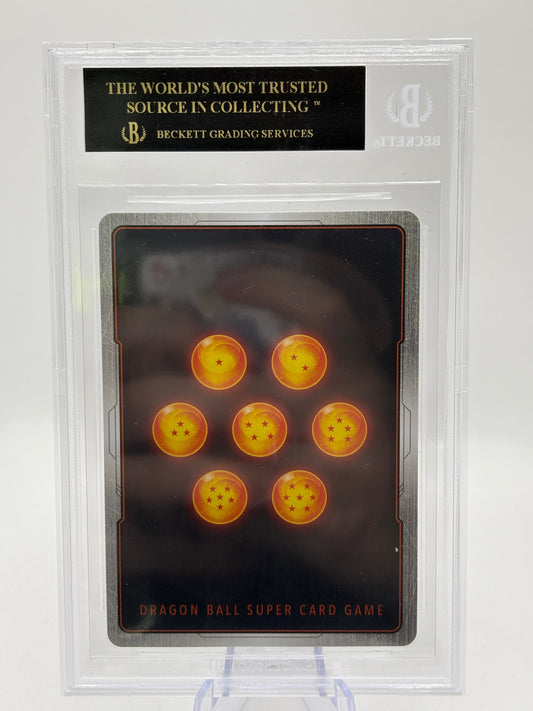 THE WORLD'S MOST TRUSTED
SOURCE IN COLLECTING ™
B BECKETT GRADING SERVICES
B
BECKETT®
DRAGON BALL SUPER CARD GAME